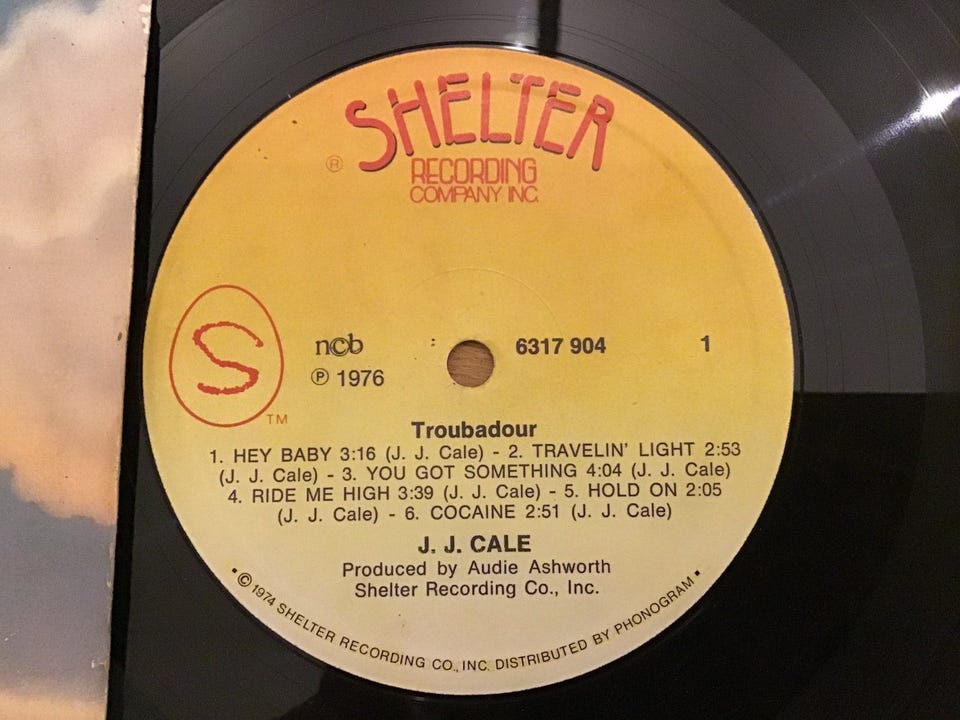 SHELTER
® RECORDING
COMPANY INC.
S
TM
ncb : 6317 904 1
℗ 1976
Troubadour
1. HEY BABY 3:16 (J. J. Cale) - 2. TRAVELIN' LIGHT 2:53
(J. J. Cale) - 3. YOU GOT SOMETHING 4:04 (J. J. Cale)
4. RIDE ME HIGH 3:39 (J. J. Cale) - 5. HOLD ON 2:05
(J. J. Cale) - 6. COCAINE 2:51 (J. J. Cale)
J. J. CALE
Produced by Audie Ashworth
Shelter Recording Co., Inc.
• © 1974 SHELTER RECORDING CO., INC. DISTRIBUTED BY PHONOGRAM •